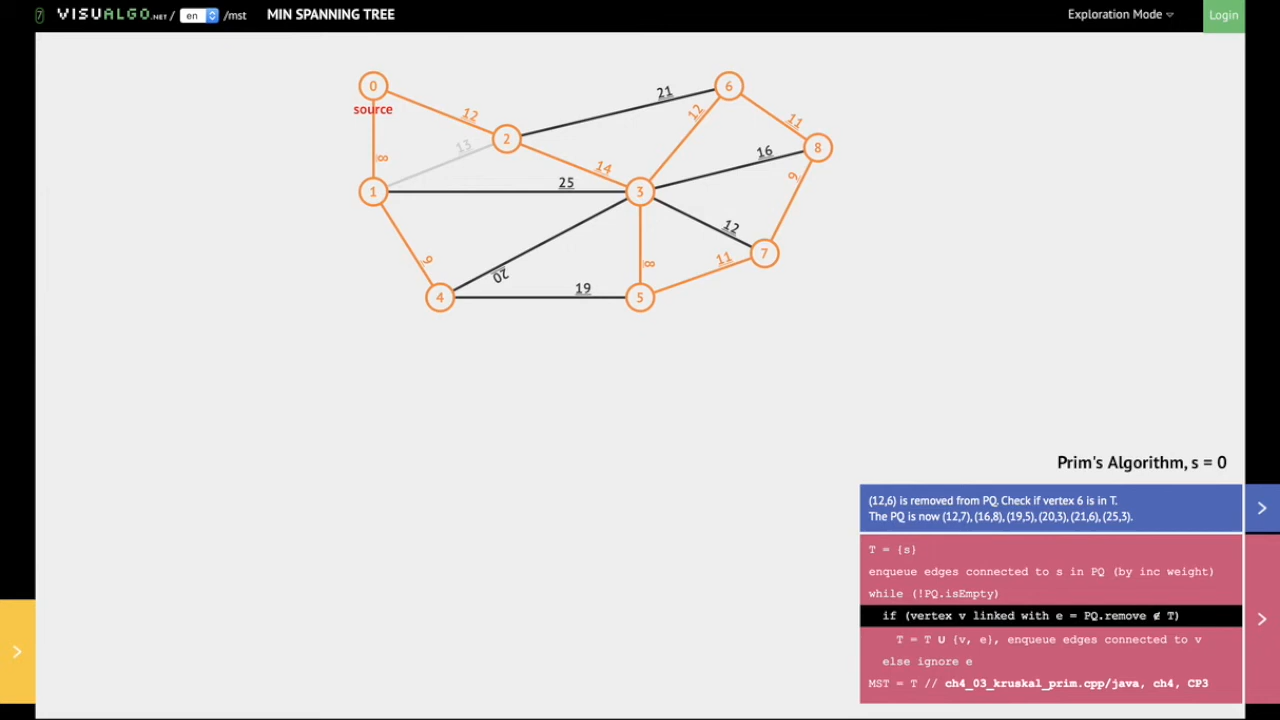 7 VISUALGO.NET / en /mst MIN SPANNING TREE Exploration Mode ▿ Login
0
source
12
2
21
6
13
8
14
12
11
16
8
1
25
3
9
12
7
9
20
8
11
4
19
5
Prim's Algorithm, s = 0
(12,6) is removed from PQ. Check if vertex 6 is in T.
The PQ is now (12,7), (16,8), (19,5), (20,3), (21,6), (25,3).
T = {s}
enqueue edges connected to s in PQ (by inc weight)
while (!PQ.isEmpty)
if (vertex v linked with e = PQ.remove ∉ T)
T = T ∪ {v, e}, enqueue edges connected to v
else ignore e
MST = T // ch4_03_kruskal_prim.cpp/java, ch4, CP3